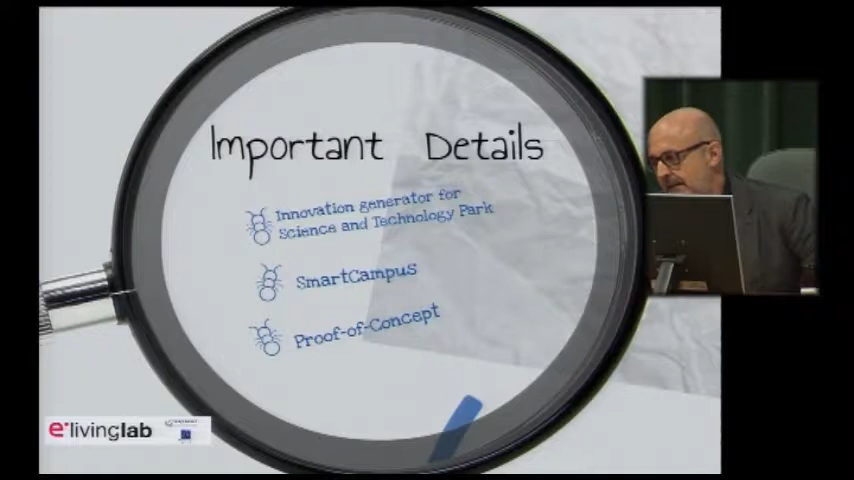 Important Details
Innovation generator for
Science and Technology Park
SmartCampus
Proof-of-Concept
e·livinglab